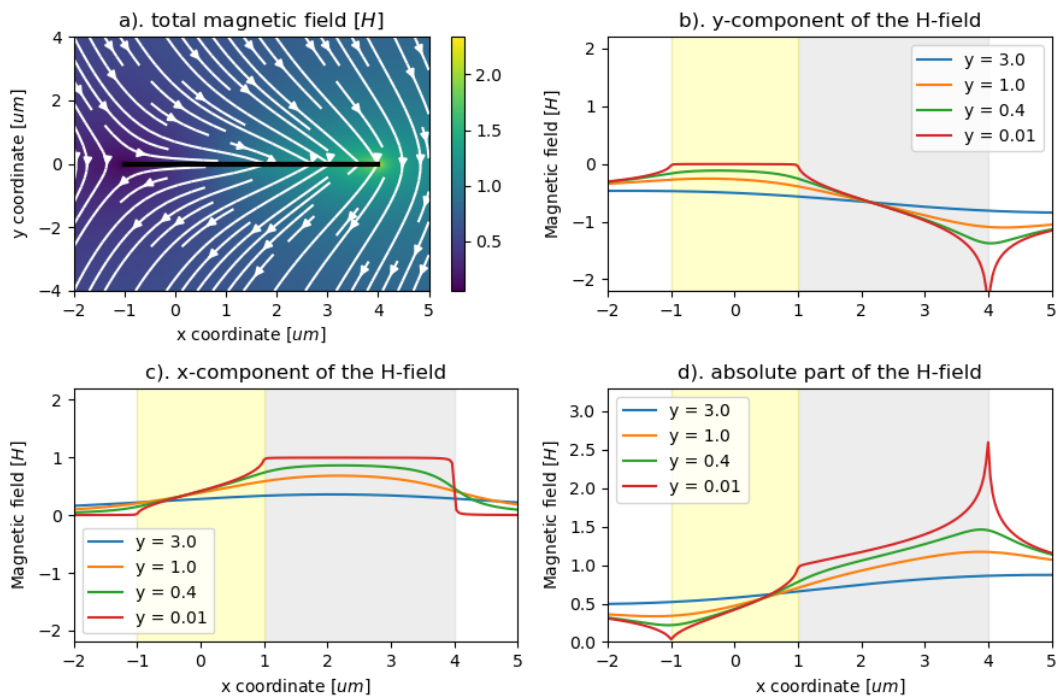 a). total magnetic field [H]
y coordinate [um]
4
2
0
−2
−4
−2
−1
0
1
2
3
4
5
x coordinate [um]
2.0
1.5
1.0
0.5
b). y-component of the H-field
Magnetic field [H]
2
1
0
−1
−2
y = 3.0
y = 1.0
y = 0.4
y = 0.01
−2
−1
0
1
2
3
4
5
x coordinate [um]
c). x-component of the H-field
Magnetic field [H]
2
1
0
−1
−2
y = 3.0
y = 1.0
y = 0.4
y = 0.01
−2
−1
0
1
2
3
4
5
x coordinate [um]
d). absolute part of the H-field
Magnetic field [H]
3.0
2.5
2.0
1.5
1.0
0.5
0.0
y = 3.0
y = 1.0
y = 0.4
y = 0.01
−2
−1
0
1
2
3
4
5
x coordinate [um]